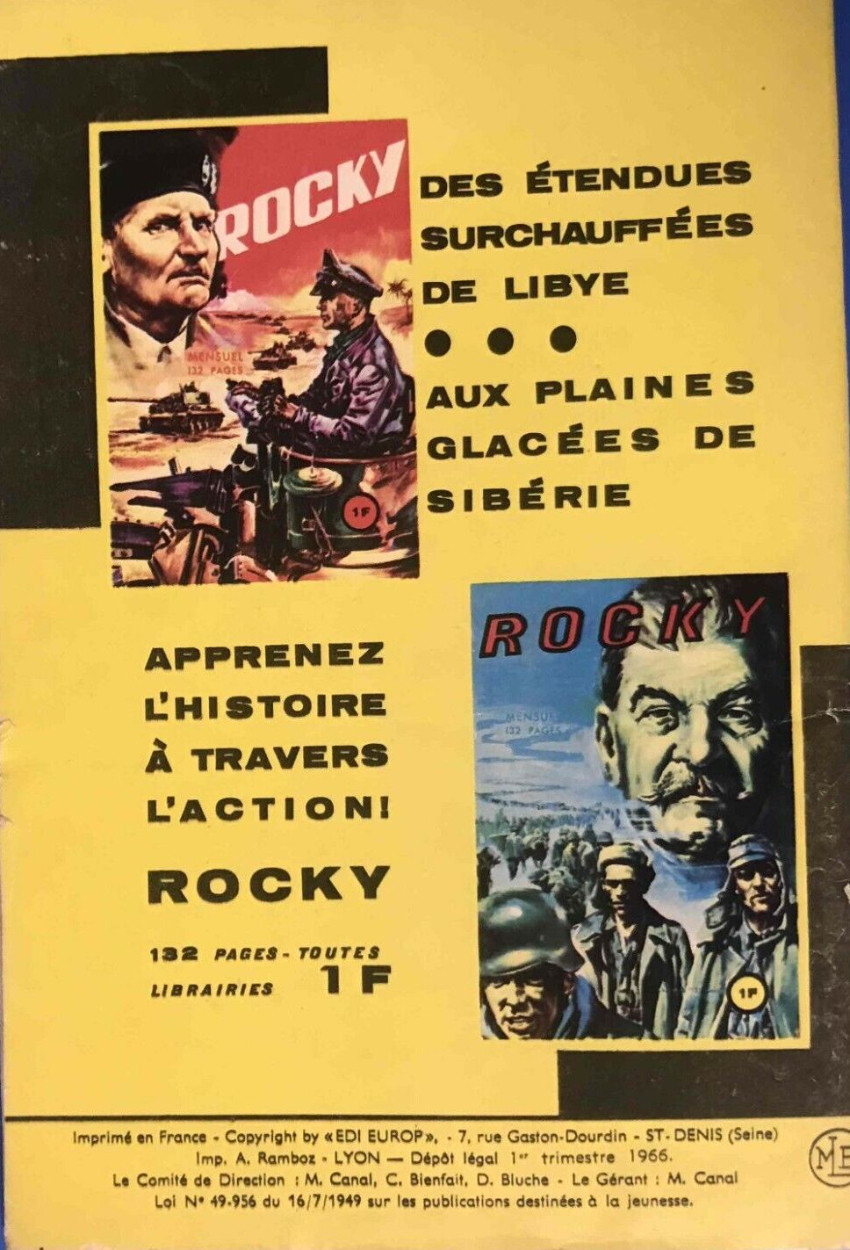 ROCKY
MENSUEL
132 PAGES
1F
DES ÉTENDUES
SURCHAUFFÉES
DE LIBYE
● ● ●
AUX PLAINES
GLACÉES DE
SIBÉRIE
APPRENEZ
L'HISTOIRE
À TRAVERS
L'ACTION!
ROCKY
132 PAGES - TOUTES
LIBRAIRIES 1 F
ROCKY
MENSUEL
132 PAGES
1F
Imprimé en France - Copyright by «EDI EUROP», - 7, rue Gaston-Dourdin - ST-DENIS (Seine)
Imp. A. Ramboz - LYON — Dépôt légal 1er trimestre 1966.
Le Comité de Direction : M. Canal, C. Bienfait, D. Bluche - Le Gérant : M. Canal
Loi N° 49-956 du 16/7/1949 sur les publications destinées à la jeunesse.